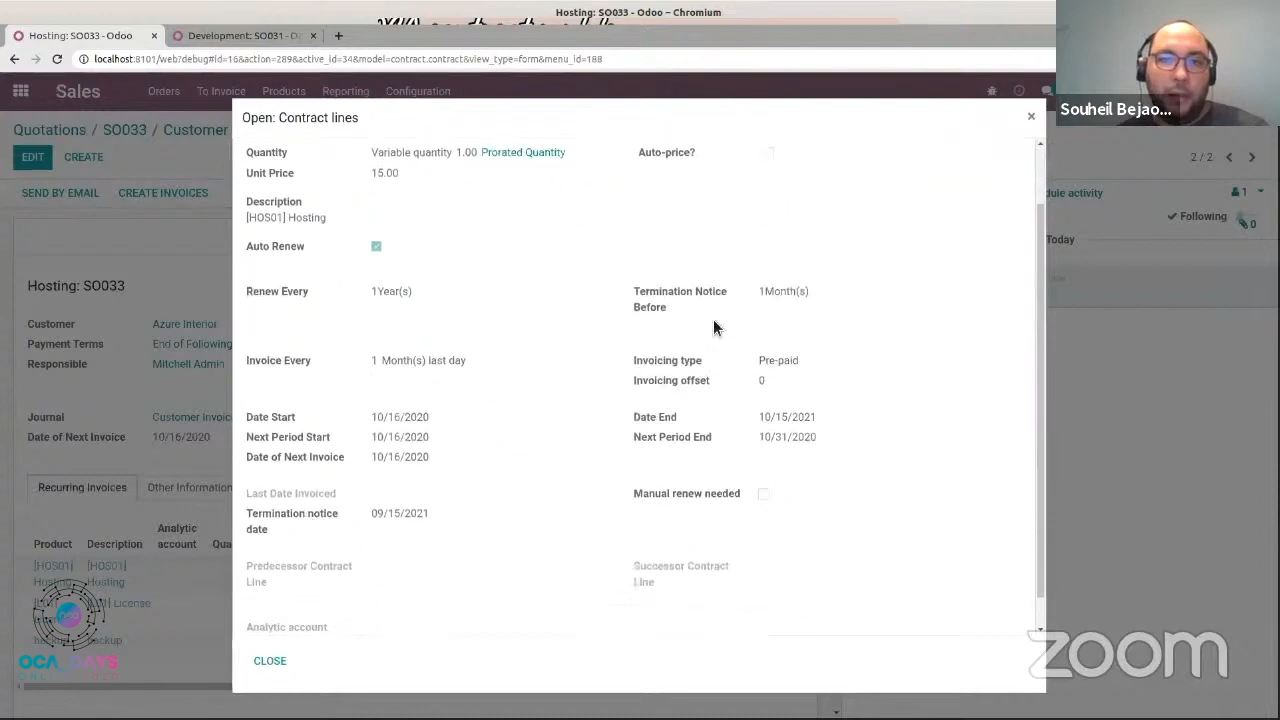 Hosting: SO033 - Odoo – Chromium
Hosting: SO033 - Odoo × Development: SO031 - O × +
localhost:8101/web?debug#id=16&action=289&active_id=34&model=contract.contract&view_type=form&menu_id=188
Sales Orders To Invoice Products Reporting Configuration
Souheil Bejao...
Open: Contract lines ×
Quotations / SO033 / Customer
EDIT CREATE
2 / 2
SEND BY EMAIL CREATE INVOICES
dule activity
1
Following
0
Today
Quantity Variable quantity 1.00 Prorated Quantity Auto-price?
Unit Price 15.00
Description
[HOS01] Hosting
Auto Renew
Renew Every 1Year(s) Termination Notice Before 1Month(s)
Invoice Every 1 Month(s) last day Invoicing type Pre-paid
Invoicing offset 0
Date Start 10/16/2020 Date End 10/15/2021
Next Period Start 10/16/2020 Next Period End 10/31/2020
Date of Next Invoice 10/16/2020
Last Date Invoiced Manual renew needed
Termination notice date 09/15/2021
Predecessor Contract Line Successor Contract Line
Analytic account
CLOSE
Hosting: SO033
Customer Azure Interior
Payment Terms End of Following
Responsible Mitchell Admin
Journal Customer Invoic
Date of Next Invoice 10/16/2020
Recurring Invoices Other Information
Product Description Analytic account Qua
[HOS01] Hosting [HOS01] Hosting
License
backup
OCA DAYS
zoom